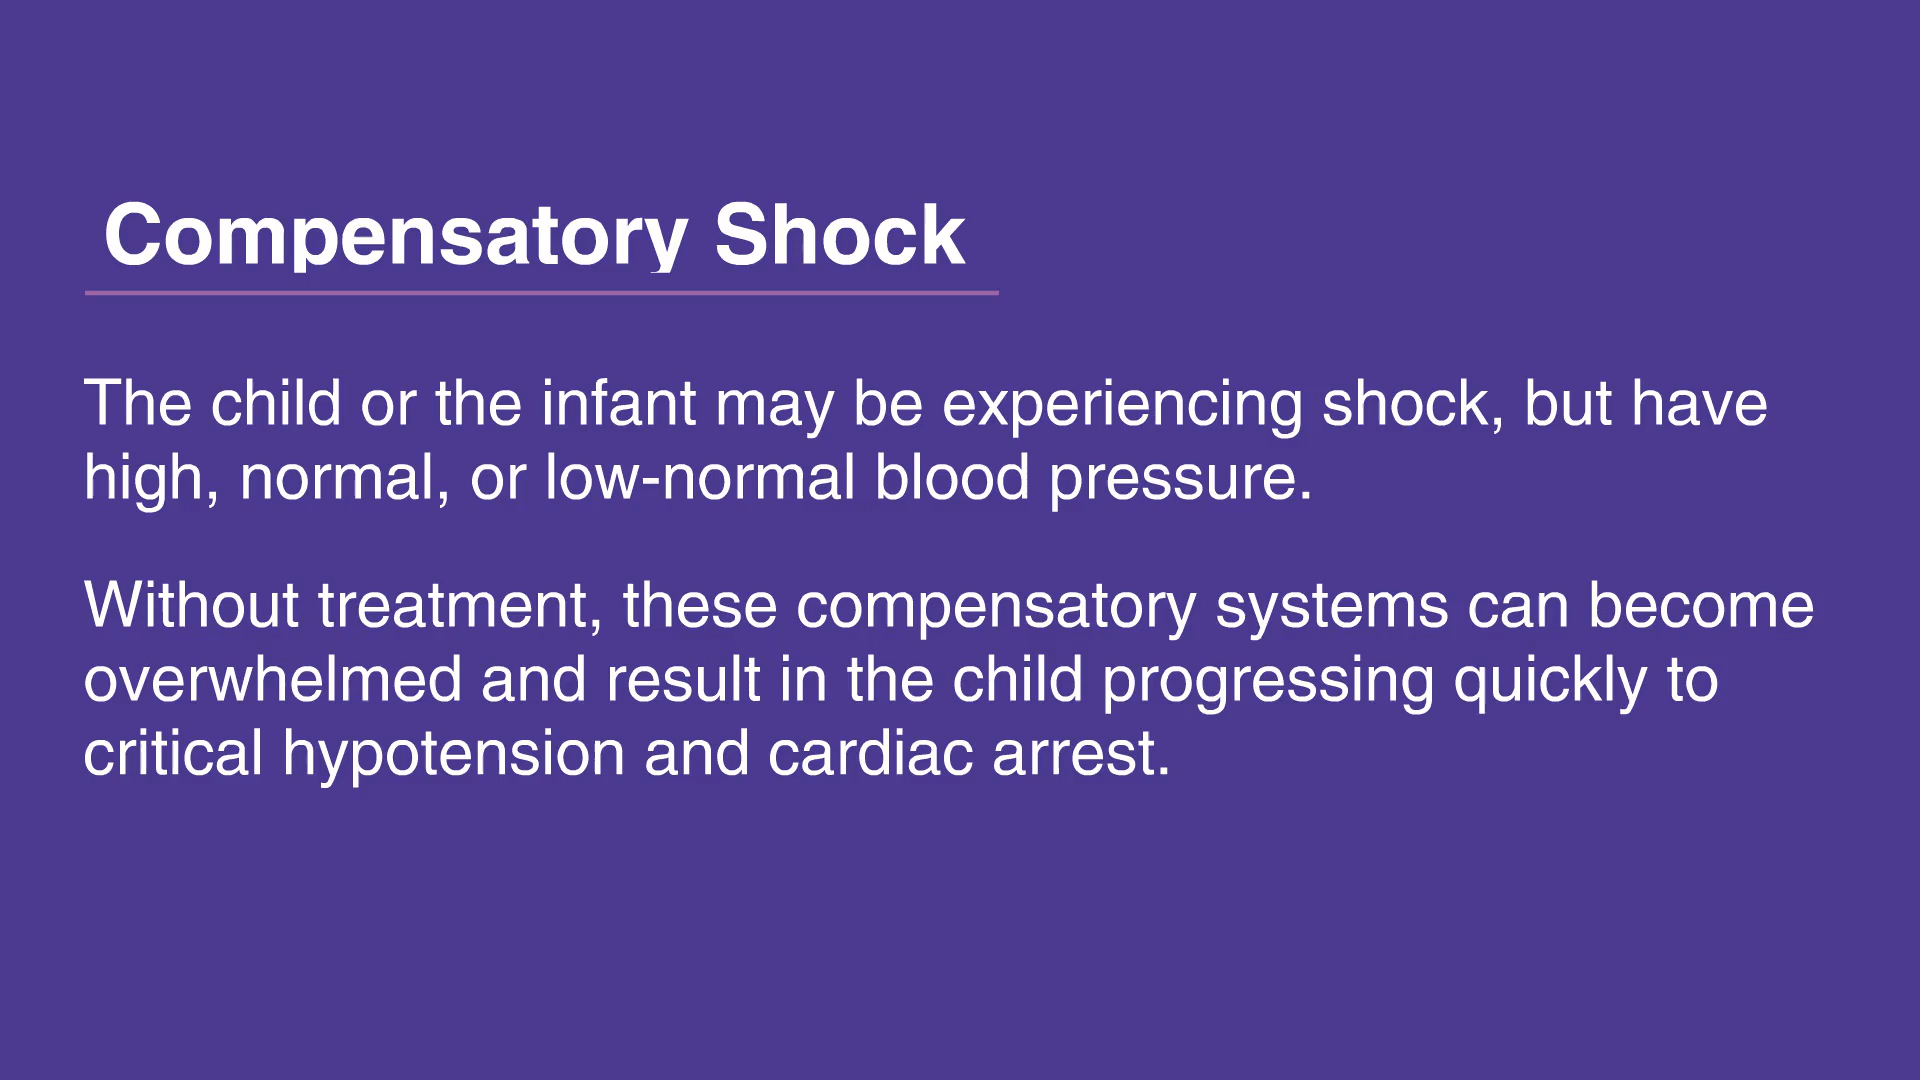 Compensatory Shock
The child or the infant may be experiencing shock, but have
high, normal, or low-normal blood pressure.
Without treatment, these compensatory systems can become
overwhelmed and result in the child progressing quickly to
critical hypotension and cardiac arrest.